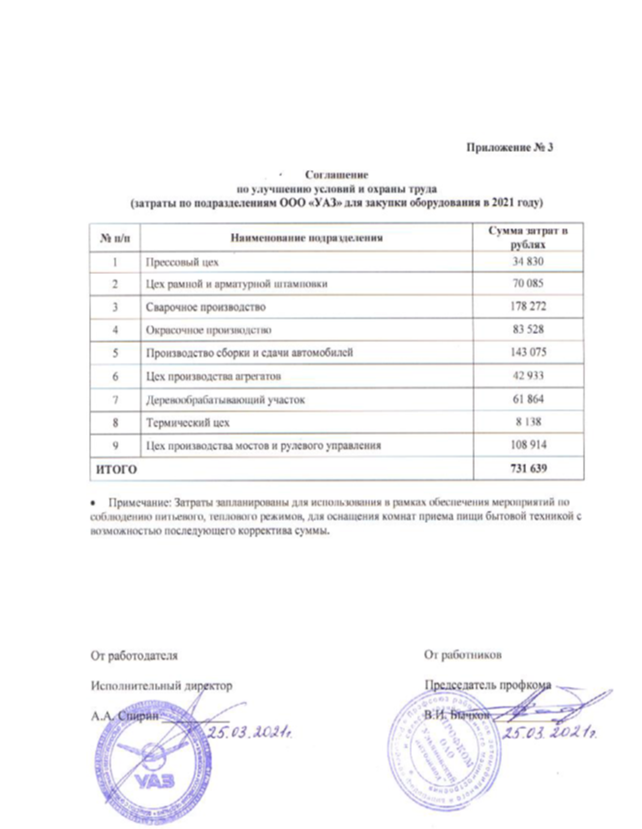 Приложение № 3
Соглашение
по улучшению условий и охраны труда
(затраты по подразделениям ООО «УАЗ» для закупки оборудования в 2021 году)
№ п/п Наименование подразделения Сумма затрат в рублях
1 Прессовый цех 34 830
2 Цех рамной и арматурной штамповки 70 085
3 Сварочное производство 178 272
4 Окрасочное производство 83 528
5 Производство сборки и сдачи автомобилей 143 075
6 Цех производства агрегатов 42 933
7 Деревообрабатывающий участок 61 864
8 Термический цех 8 138
9 Цех производства мостов и рулевого управления 108 914
ИТОГО 731 639
• Примечание: Затраты запланированы для использования в рамках обеспечения мероприятий по
соблюдению питьевого, теплового режимов, для оснащения комнат приема пищи бытовой техникой с
возможностью последующего корректива суммы.
От работодателя От работников
Исполнительный директор Председатель профкома
А.А. Спирин В.И. Бычков
25.03.2021г. 25.03.2021г.
УАЗ
ПРОФКОМ
ОАО